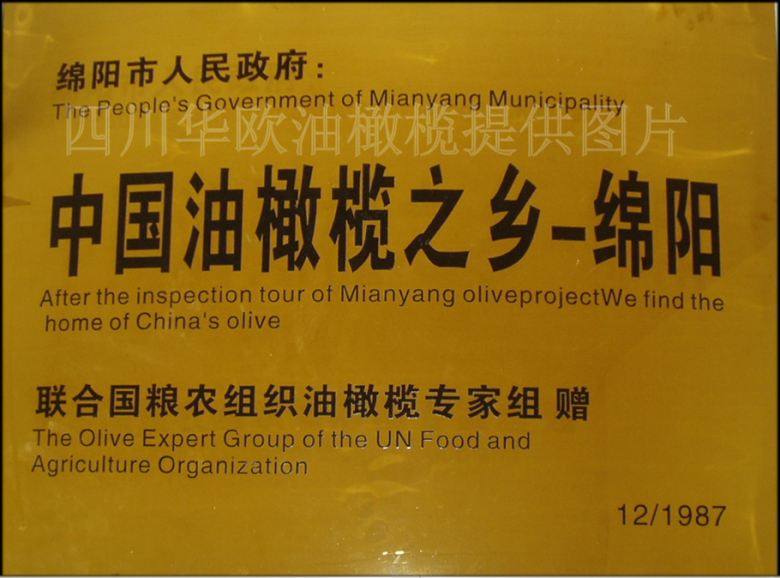 绵阳市人民政府：
The People's Government of Mianyang Municipality
四川华欧油橄榄提供图片
中国油橄榄之乡-绵阳
After the inspection tour of Mianyang oliveprojectWe find the
home of China's olive
联合国粮农组织油橄榄专家组 赠
The Olive Expert Group of the UN Food and
Agriculture Organization
12/1987